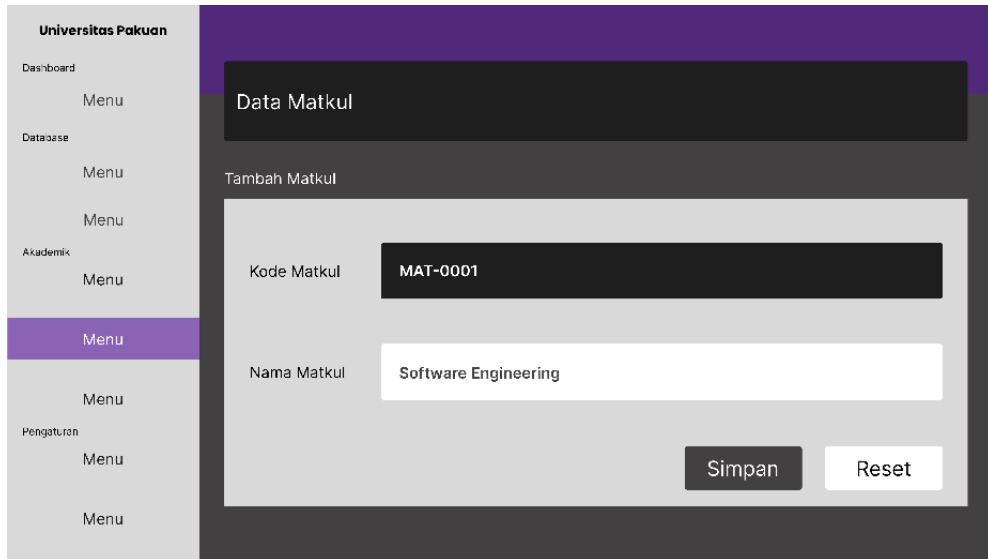 Universitas Pakuan
Dashboard
Menu
Database
Menu
Menu
Akademik
Menu
Menu
Menu
Pengaturan
Menu
Menu
Data Matkul
Tambah Matkul
Kode Matkul MAT-0001
Nama Matkul Software Engineering
Simpan Reset